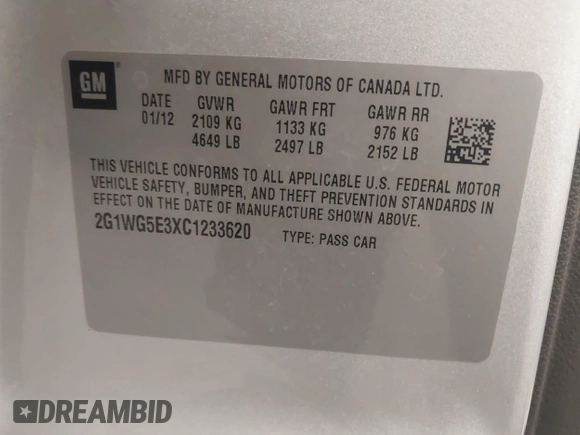 GM
MFD BY GENERAL MOTORS OF CANADA LTD.
DATE GVWR GAWR FRT GAWR RR
01/12 2109 KG 1133 KG 976 KG
4649 LB 2497 LB 2152 LB
THIS VEHICLE CONFORMS TO ALL APPLICABLE U.S. FEDERAL MOTOR
VEHICLE SAFETY, BUMPER, AND THEFT PREVENTION STANDARDS IN
EFFECT ON THE DATE OF MANUFACTURE SHOWN ABOVE.
2G1WG5E3XC1233620 TYPE: PASS CAR
DREAMBID